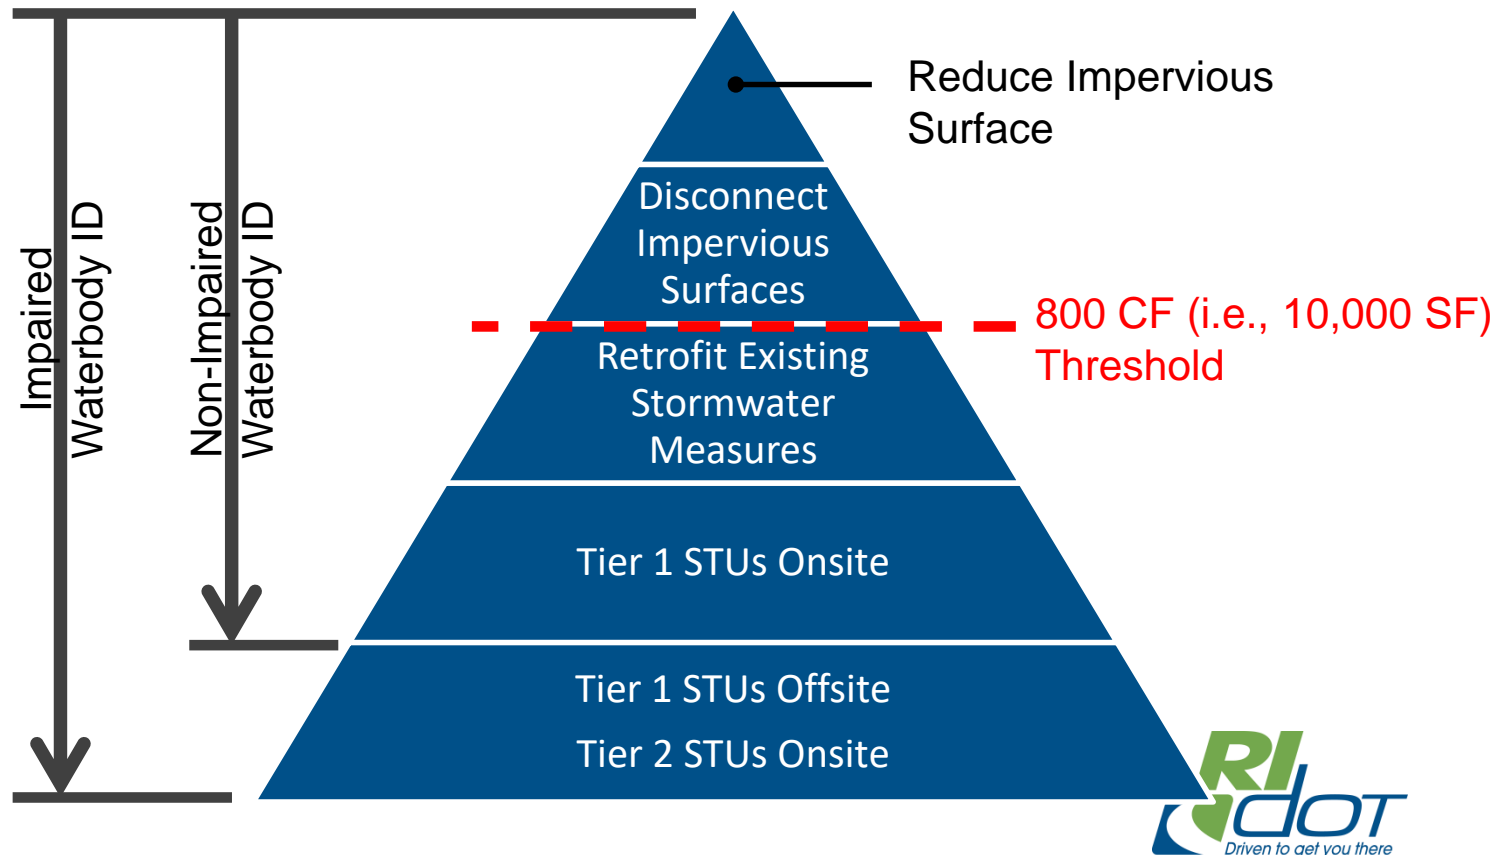 Reduce Impervious
Surface
Disconnect
Impervious
Surfaces
800 CF (i.e., 10,000 SF)
Threshold
Retrofit Existing
Stormwater
Measures
Tier 1 STUs Onsite
Tier 1 STUs Offsite
Tier 2 STUs Onsite
Impaired
Waterbody ID
Non-Impaired
Waterbody ID
RI
DOT
Driven to get you there